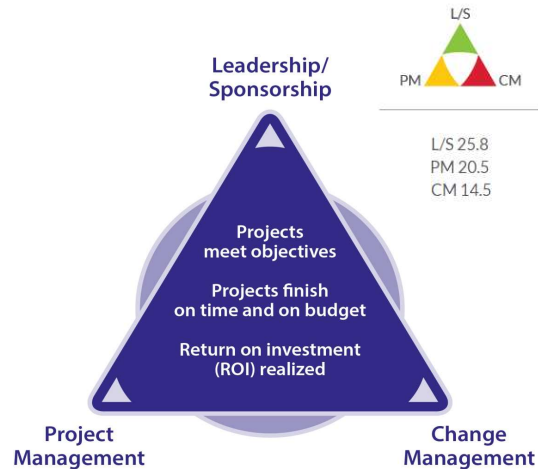 L/S
PM
CM
L/S 25.8
PM 20.5
CM 14.5
Leadership/
Sponsorship
Projects
meet objectives
Projects finish
on time and on budget
Return on investment
(ROI) realized
Project
Management
Change
Management